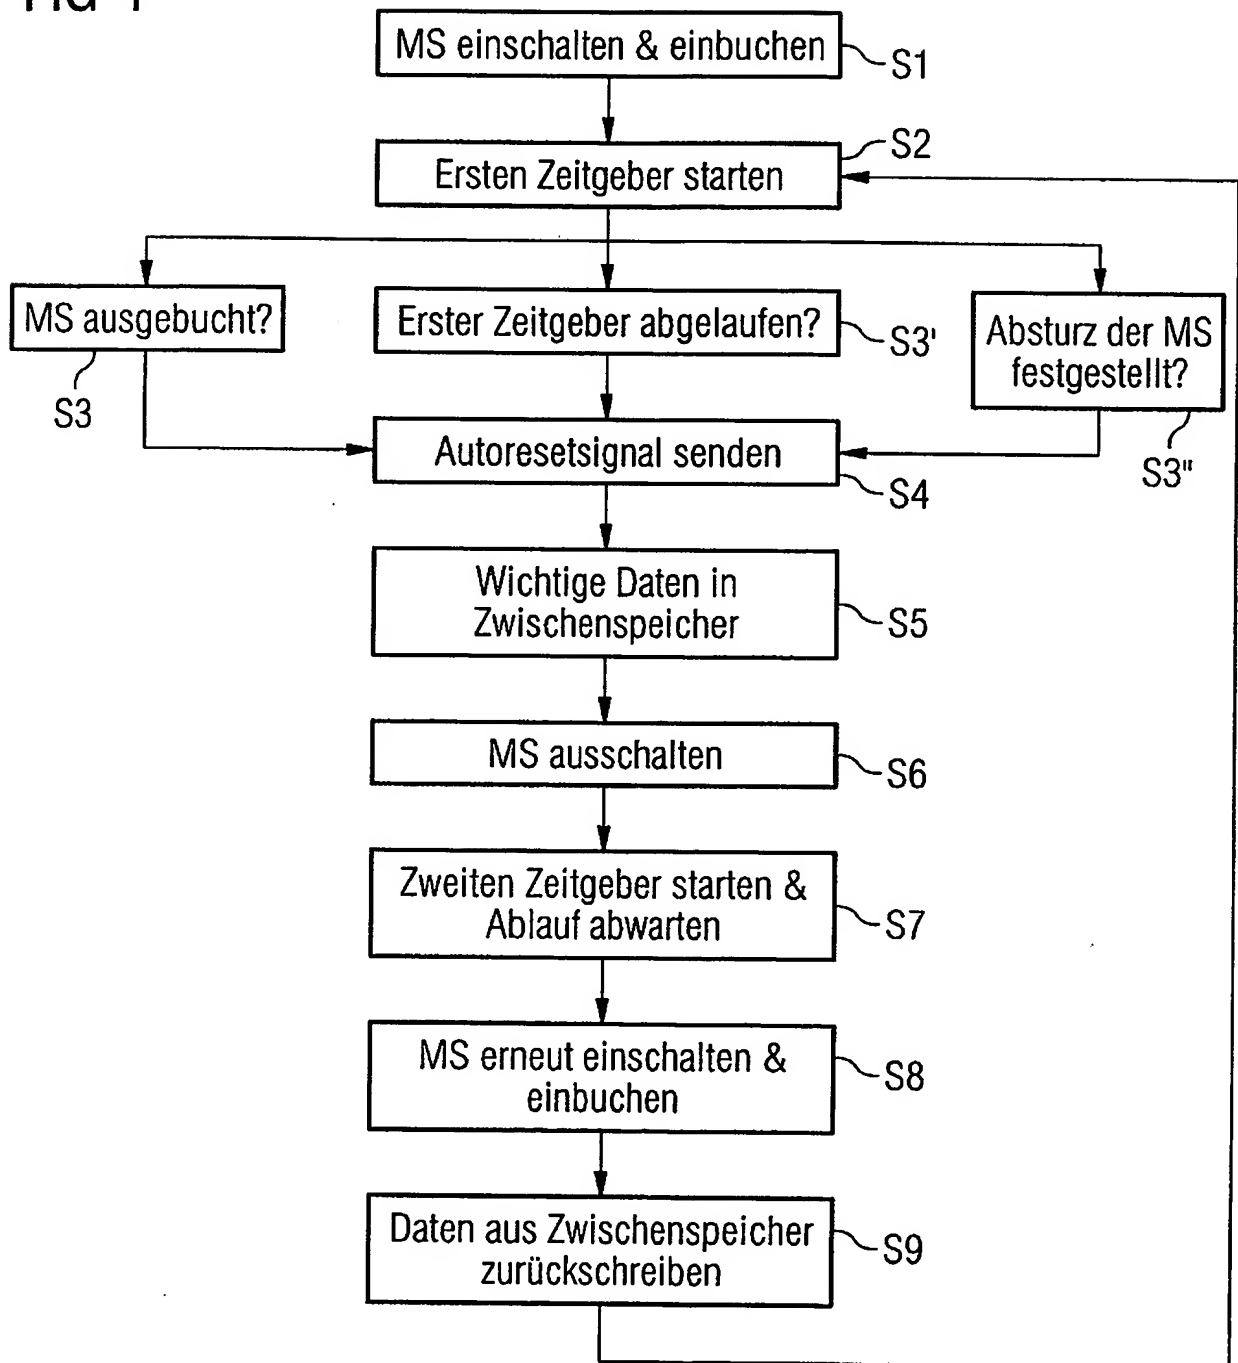 MS einschalten & einbuchen
S1
S2
Ersten Zeitgeber starten
MS ausgebucht?
S3
Erster Zeitgeber abgelaufen?
S3'
Absturz der MS
festgestellt?
S3"
Autoresetsignal senden
S4
Wichtige Daten in
Zwischenspeicher
S5
MS ausschalten
S6
Zweiten Zeitgeber starten &
Ablauf abwarten
S7
MS erneut einschalten &
einbuchen
S8
Daten aus Zwischenspeicher
zurückschreiben
S9